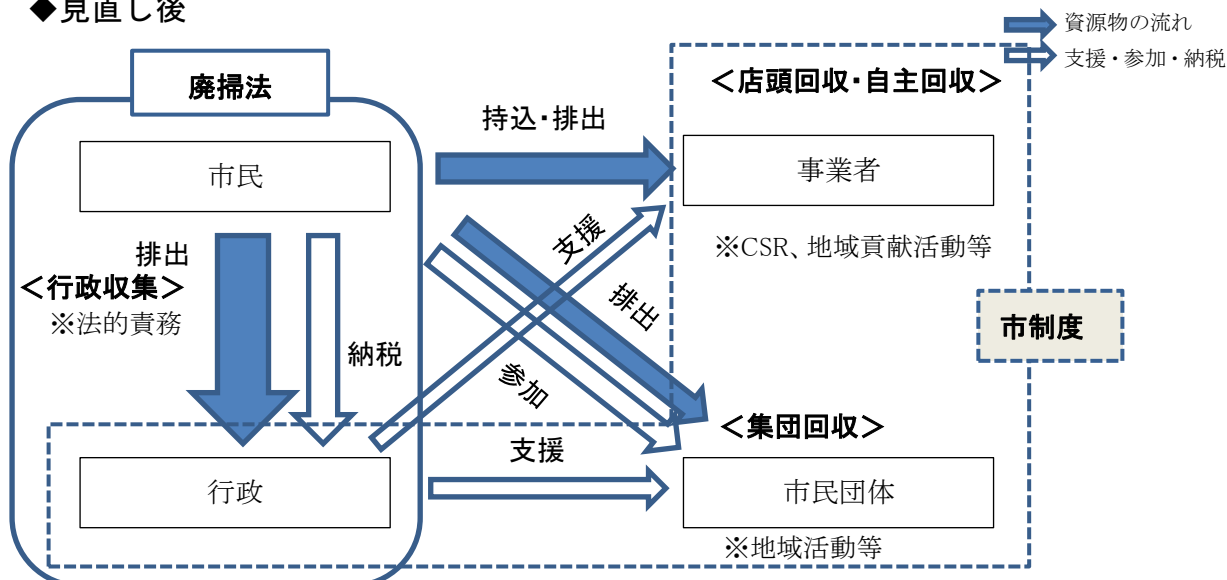 ◆見直し後
資源物の流れ
支援・参加・納税
廃掃法
＜店頭回収・自主回収＞
持込・排出
市民
事業者
※CSR、地域貢献活動等
支援
排出
排出
＜行政収集＞
※法的責務
納税
参加
市制度
＜集団回収＞
支援
行政
市民団体
※地域活動等